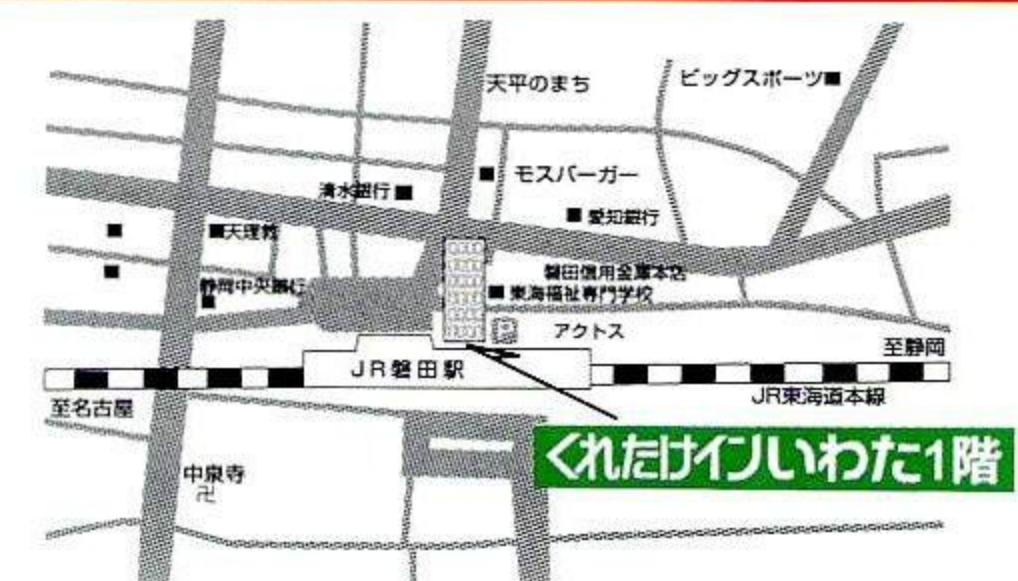 天平のまち
ビッグスポーツ
モスバーガー
清水銀行
愛知銀行
天理教
磐田信用金庫本店
静岡中央銀行
東海福祉専門学校
P
アクトス
至静岡
JR磐田駅
至名古屋
JR東海道本線
くれたけインいわた1階
中泉寺
卍